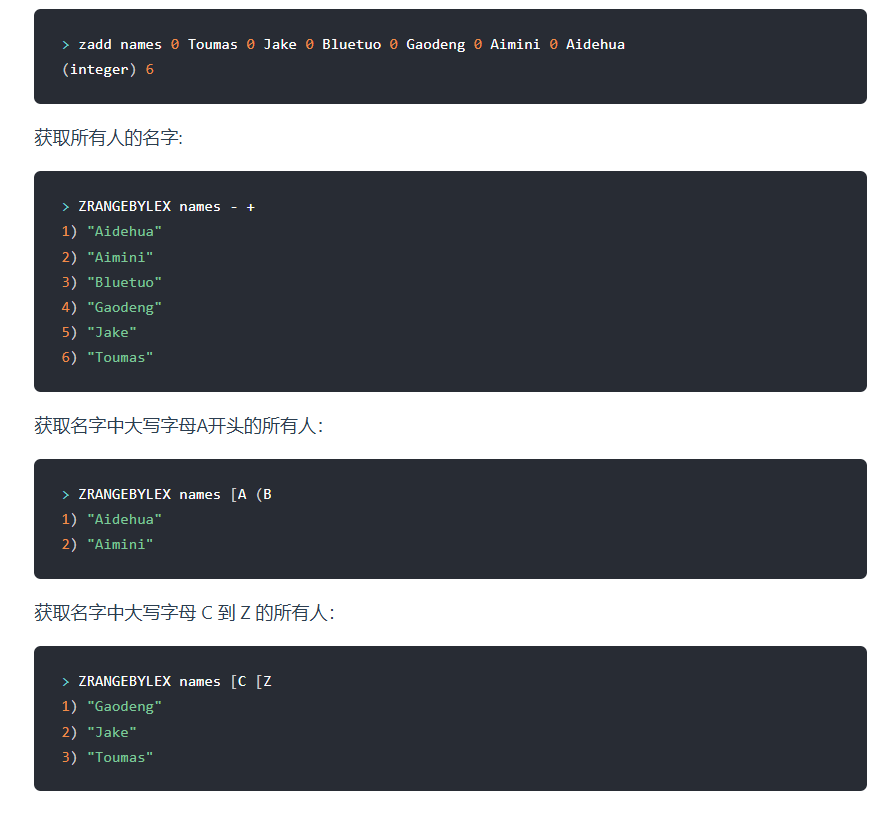 > zadd names 0 Toumas 0 Jake 0 Bluetuo 0 Gaodeng 0 Aimini 0 Aidehua
(integer) 6
获取所有人的名字:
> ZRANGEBYLEX names - +
1) "Aidehua"
2) "Aimini"
3) "Bluetuo"
4) "Gaodeng"
5) "Jake"
6) "Toumas"
获取名字中大写字母A开头的所有人：
> ZRANGEBYLEX names [A (B
1) "Aidehua"
2) "Aimini"
获取名字中大写字母 C 到 Z 的所有人：
> ZRANGEBYLEX names [C [Z
1) "Gaodeng"
2) "Jake"
3) "Toumas"